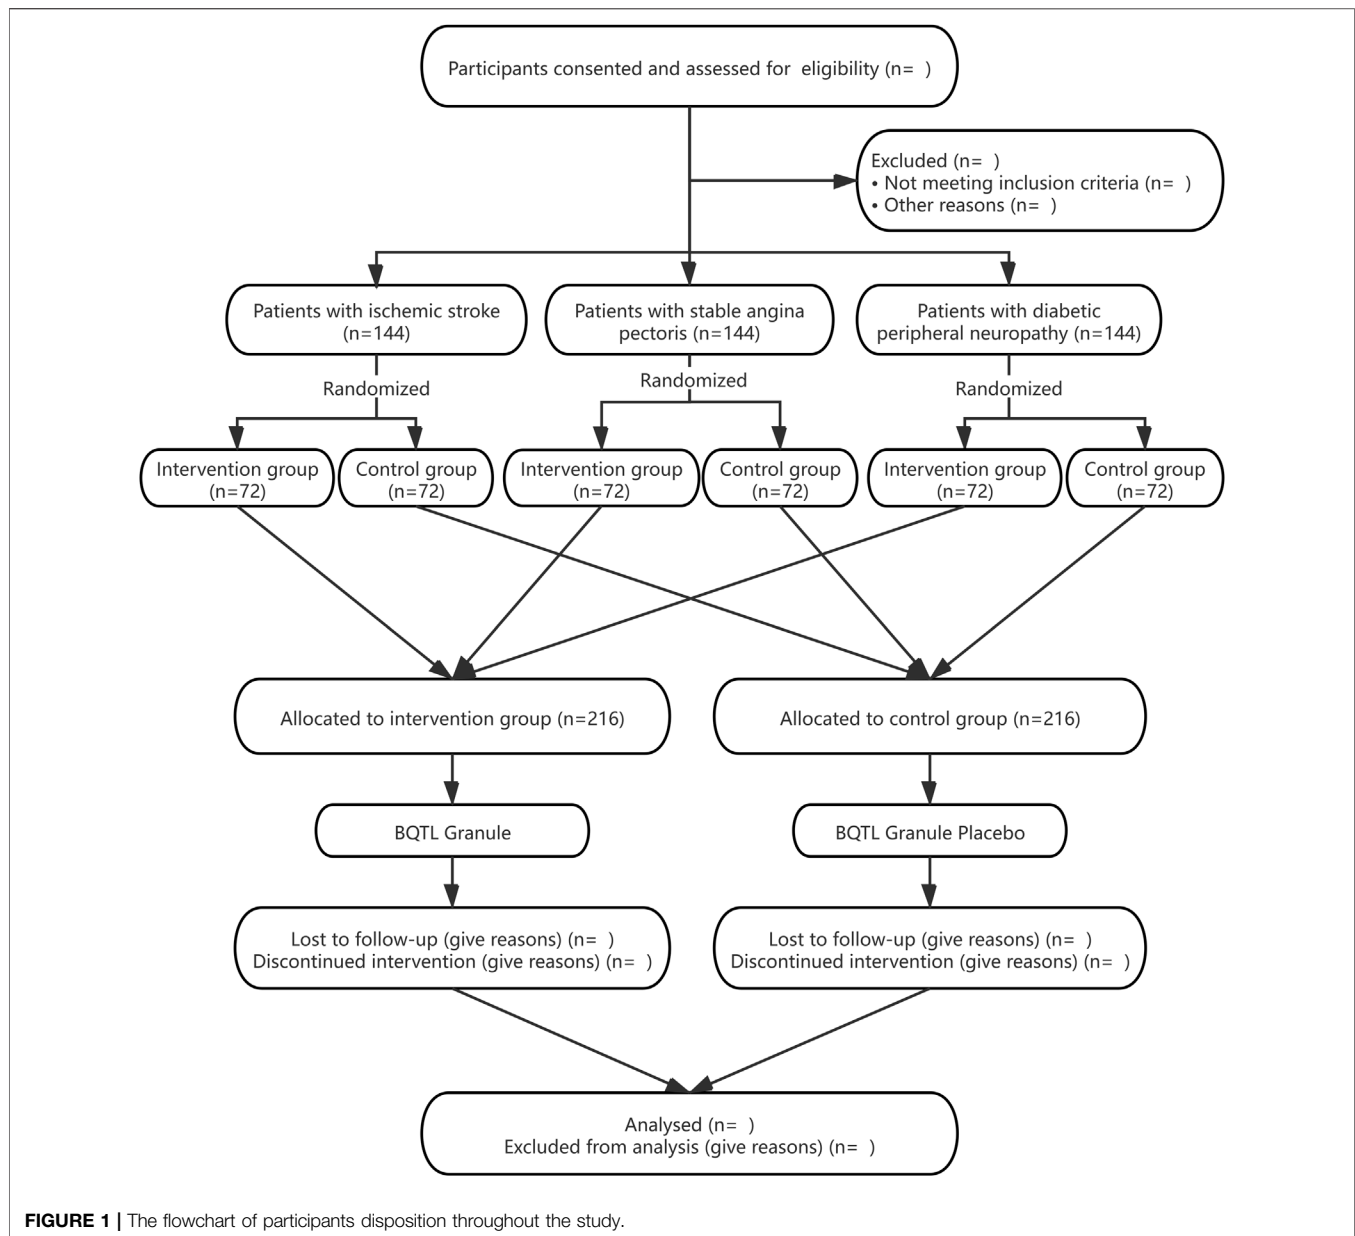 Participants consented and assessed for eligibility (n= )
Excluded (n= )
• Not meeting inclusion criteria (n= )
• Other reasons (n= )
Patients with ischemic stroke
(n=144)
Patients with stable angina
pectoris (n=144)
Patients with diabetic
peripheral neuropathy (n=144)
Randomized
Randomized
Randomized
Intervention group
(n=72)
Control group
(n=72)
Intervention group
(n=72)
Control group
(n=72)
Intervention group
(n=72)
Control group
(n=72)
Allocated to intervention group (n=216)
Allocated to control group (n=216)
BQTL Granule
BQTL Granule Placebo
Lost to follow-up (give reasons) (n= )
Discontinued intervention (give reasons) (n= )
Lost to follow-up (give reasons) (n= )
Discontinued intervention (give reasons) (n= )
Analysed (n= )
Excluded from analysis (give reasons) (n= )
FIGURE 1 | The flowchart of participants disposition throughout the study.